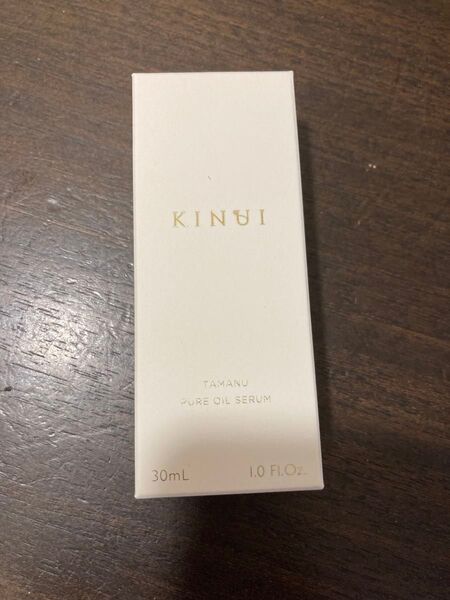 KINUI
TAMANU
PURE OIL SERUM
30mL 1.0 Fl.Oz.